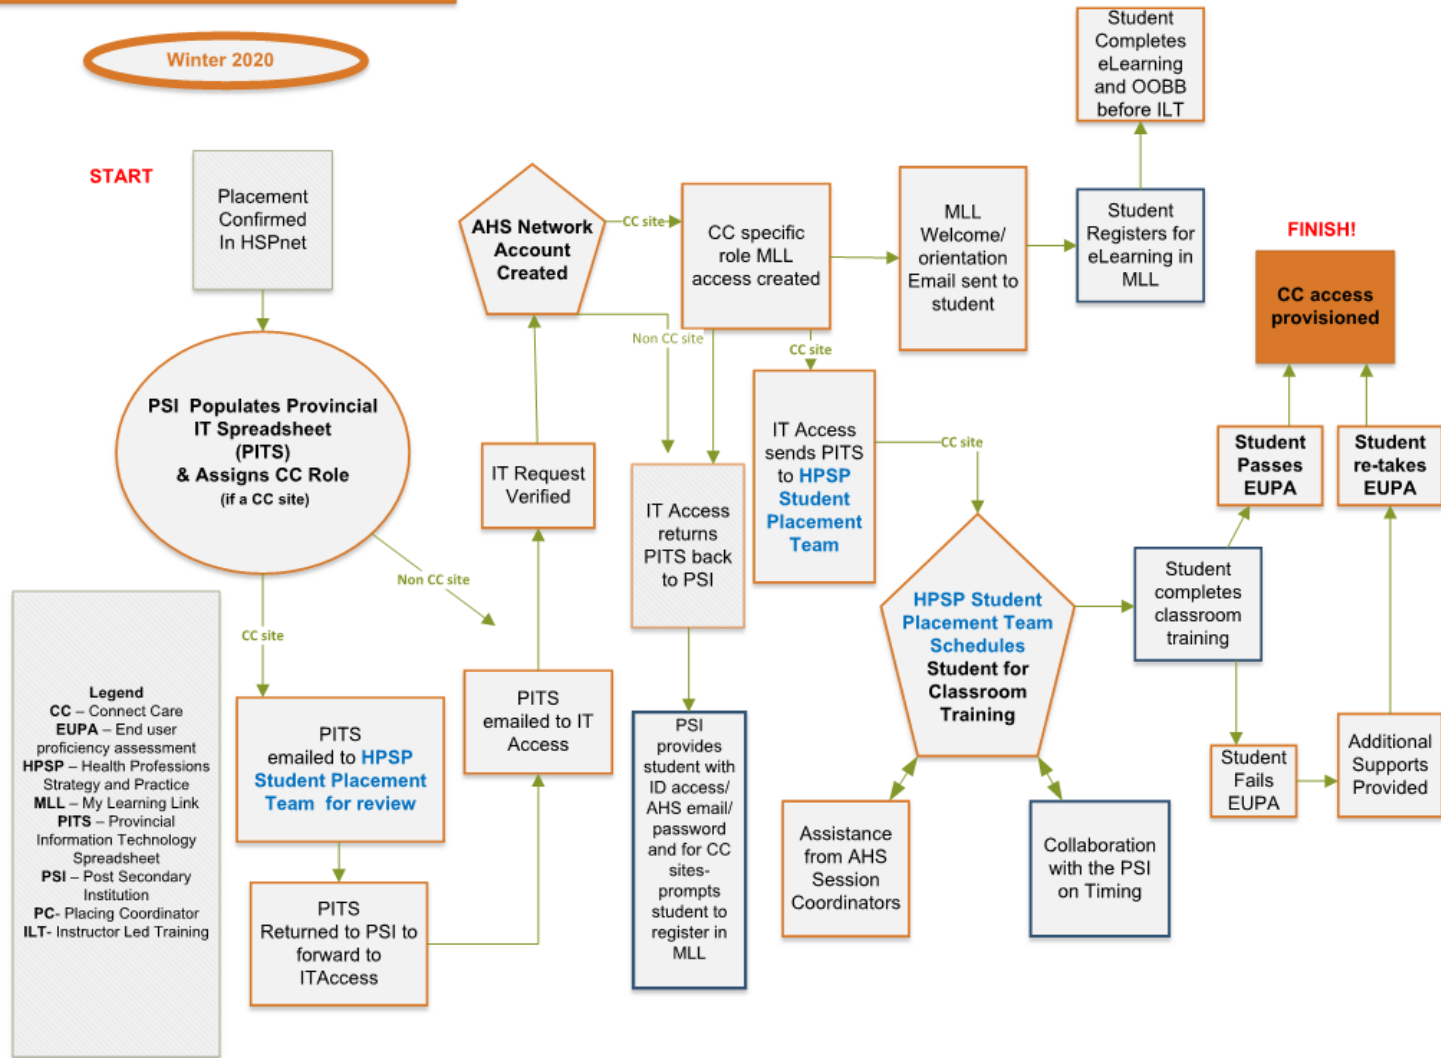 Winter 2020
START
Placement
Confirmed
In HSPnet
PSI  Populates Provincial
IT Spreadsheet
(PITS)
& Assigns CC Role
(if a CC site)
Non CC site
CC site
Legend
CC – Connect Care
EUPA – End user
proficiency assessment
HPSP – Health Professions
Strategy and Practice
MLL – My Learning Link
PITS – Provincial
Information Technology
Spreadsheet
PSI – Post Secondary
Institution
PC- Placing Coordinator
ILT- Instructor Led Training
PITS
emailed to HPSP
Student Placement
Team  for review
PITS
Returned to PSI to
forward to
ITAccess
PITS
emailed to IT
Access
IT Request
Verified
AHS Network
Account
Created
CC site
Non CC site
CC specific
role MLL
access created
CC site
MLL
Welcome/
orientation
Email sent to
student
Student
Registers for
eLearning in
MLL
Student
Completes
eLearning
and OOBB
before ILT
IT Access
returns
PITS back
to PSI
PSI
provides
student with
ID access/
AHS email/
password
and for CC
sites-
prompts
student to
register in
MLL
IT Access
sends PITS
to HPSP
Student
Placement
Team
CC site
HPSP Student
Placement Team
Schedules
Student for
Classroom
Training
Assistance
from AHS
Session
Coordinators
Collaboration
with the PSI
on Timing
Student
completes
classroom
training
Student
Passes
EUPA
Student
Fails
EUPA
Additional
Supports
Provided
Student
re-takes
EUPA
FINISH!
CC access
provisioned